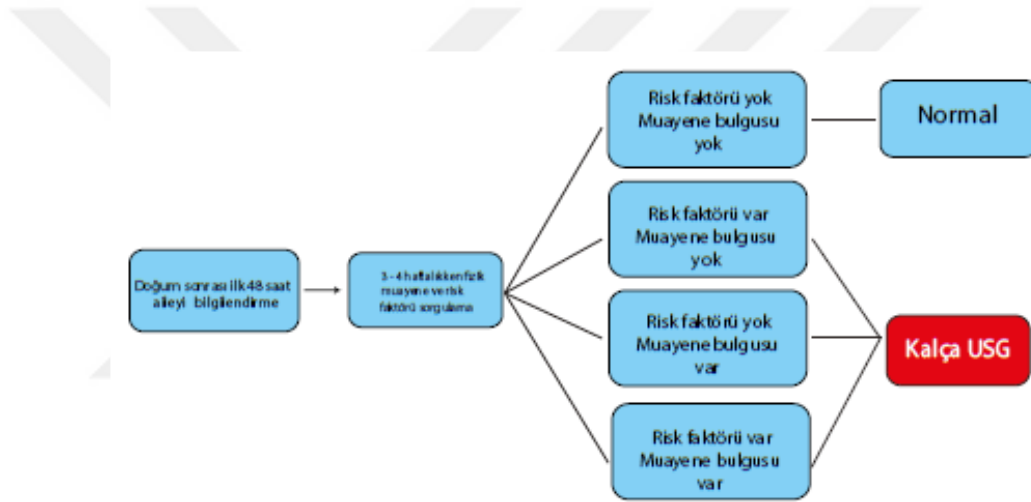 Doğum sonrası ilk 48 saat
aileyi bilgilendirme
3 - 4 haftalıkken fizik
muayene ve risk
faktörü sorgulama
Risk faktörü yok
Muayene bulgusu
yok
Normal
Risk faktörü var
Muayene bulgusu
yok
Risk faktörü yok
Muayene bulgusu
var
Kalça USG
Risk faktörü var
Muayene bulgusu
var